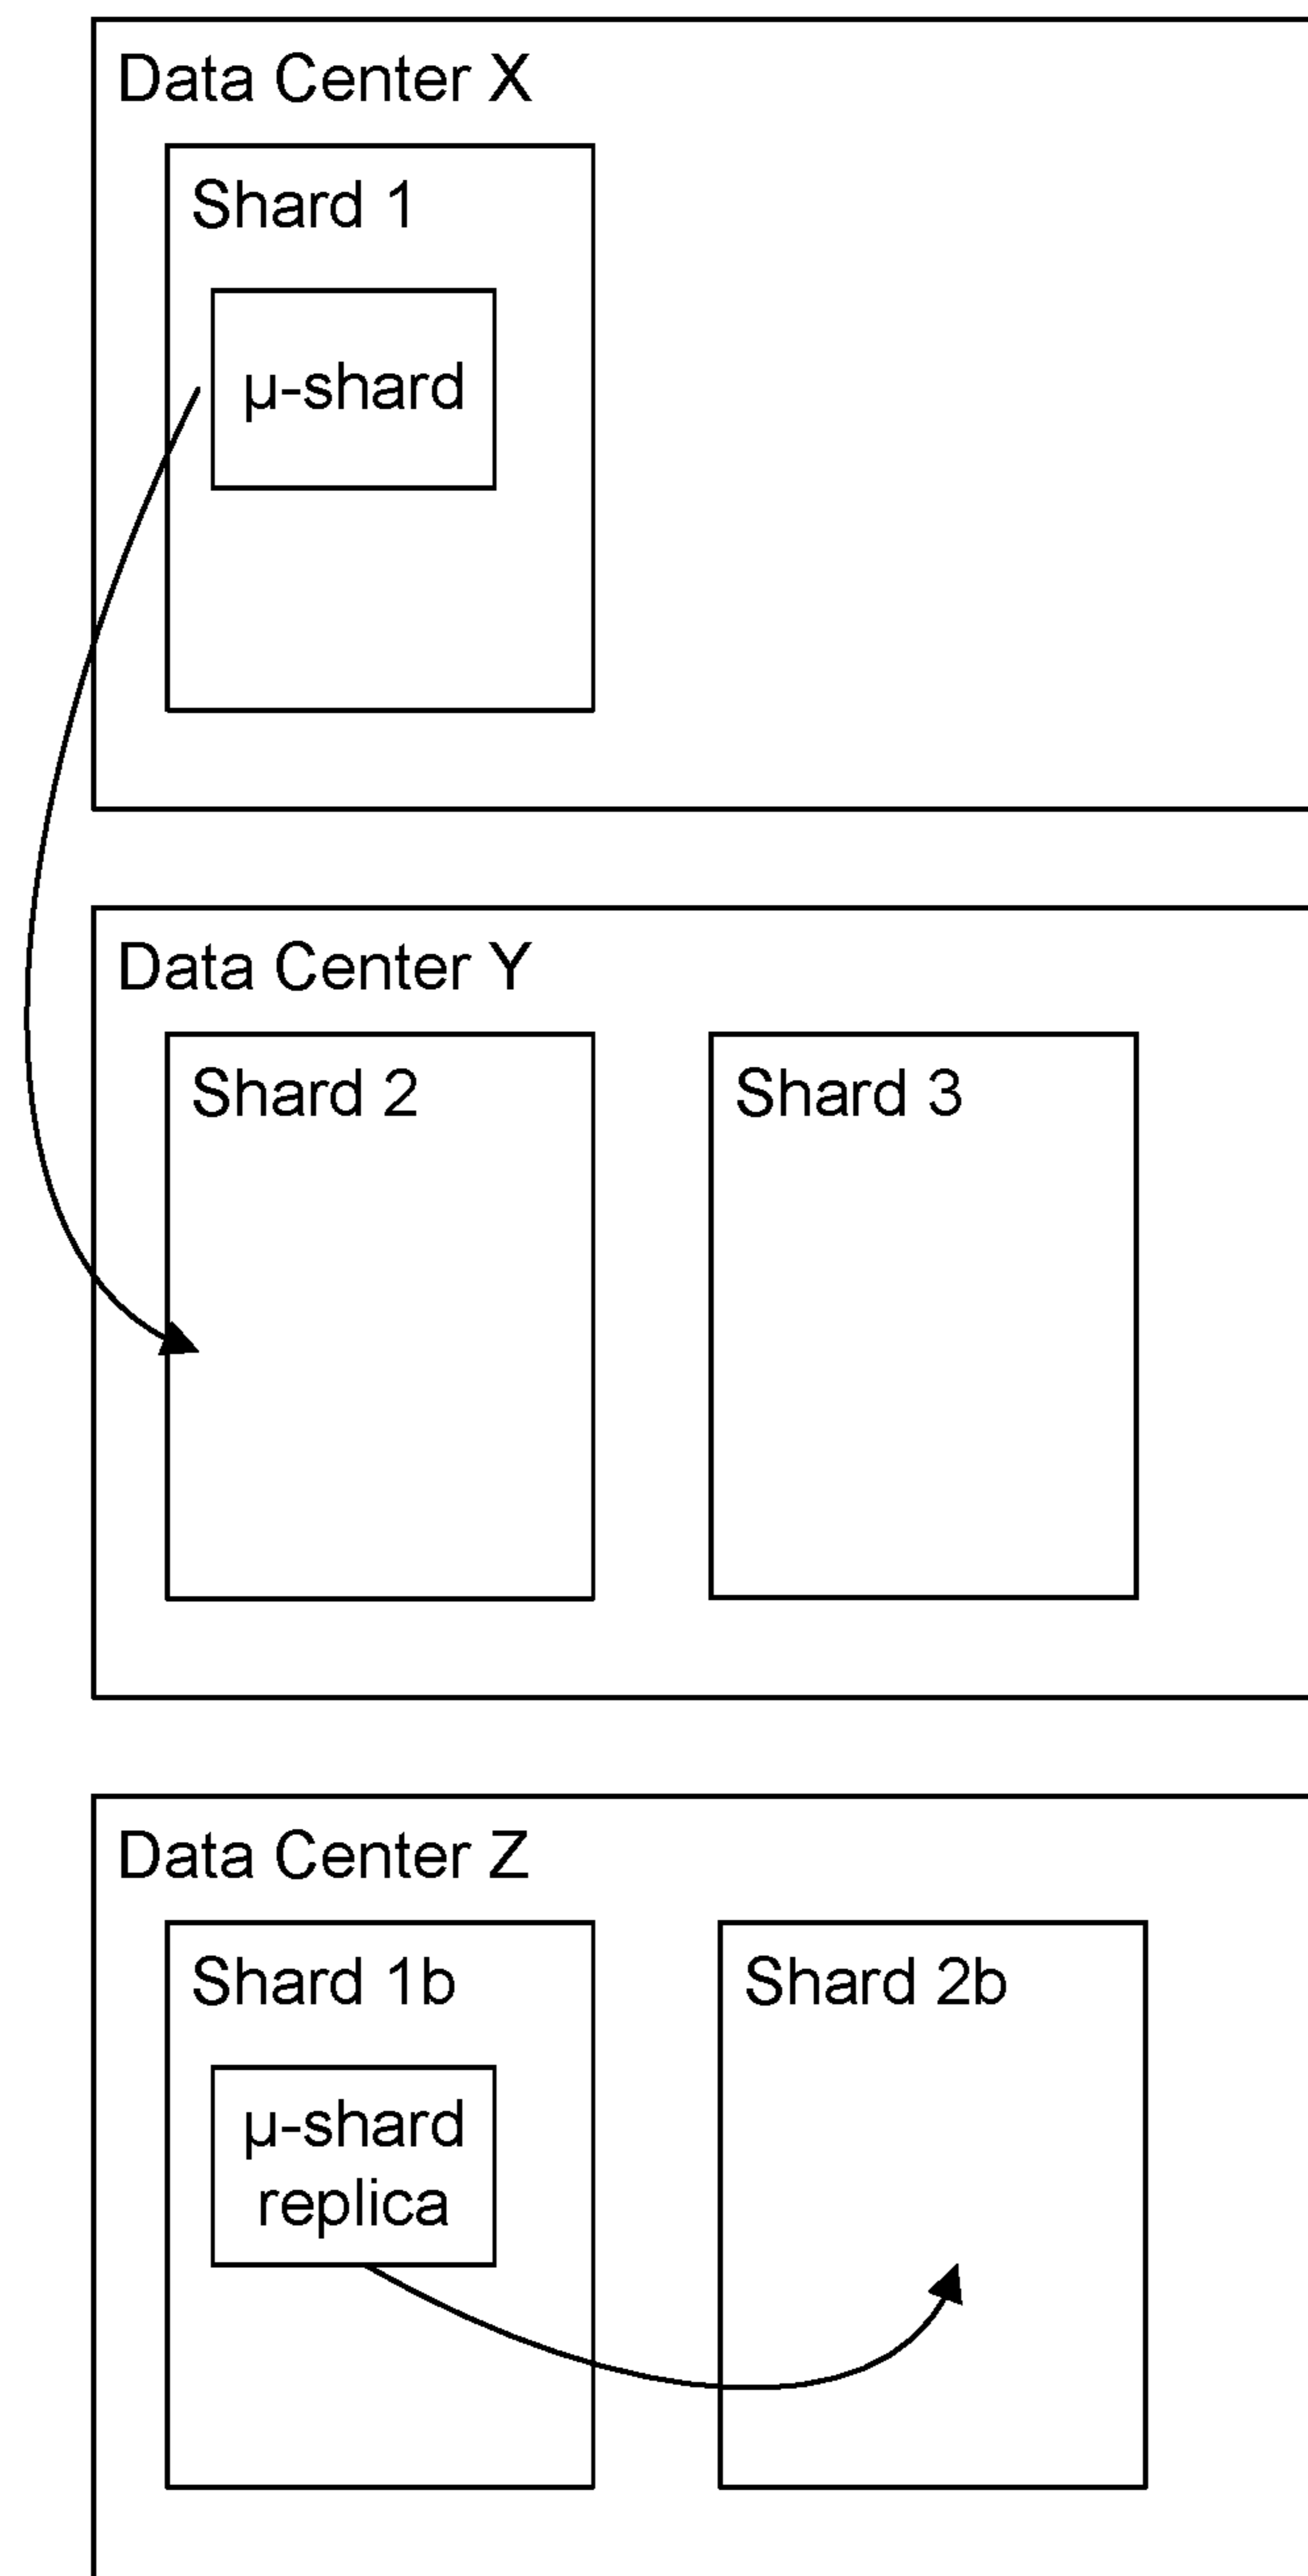 Data Center X
Shard 1
µ-shard
Data Center Y
Shard 2
Shard 3
Data Center Z
Shard 1b
Shard 2b
µ-shard
replica